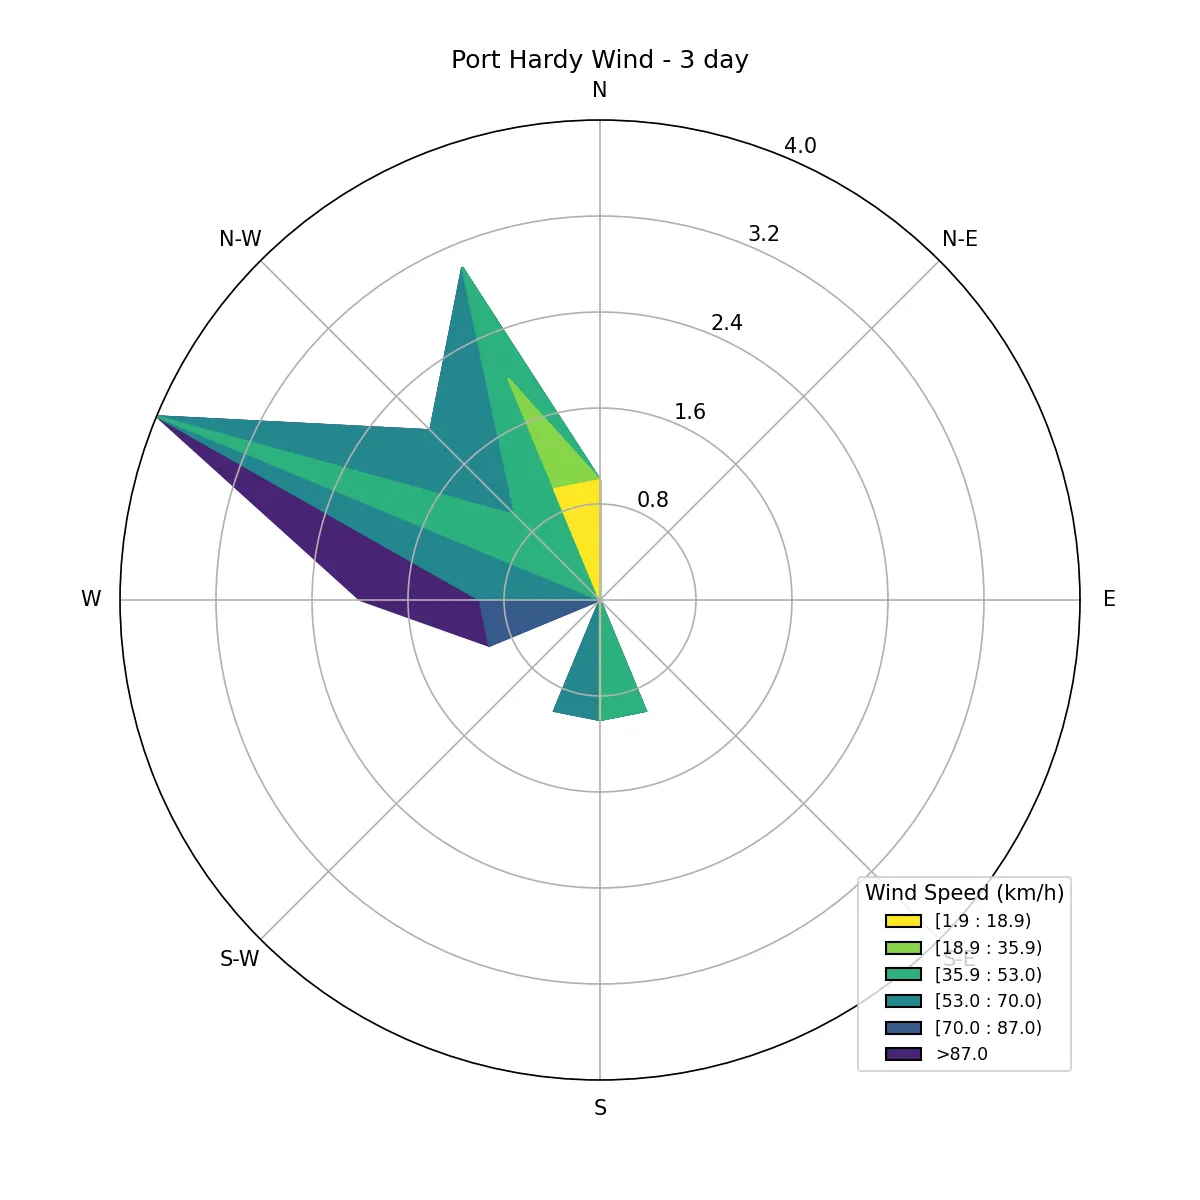 Port Hardy Wind - 3 day
N
4.0
N-W
N-E
3.2
2.4
1.6
0.8
W
E
Wind Speed (km/h)
[1.9 : 18.9)
[18.9 : 35.9)
S-W
S-E
[35.9 : 53.0)
[53.0 : 70.0)
[70.0 : 87.0)
>87.0
S